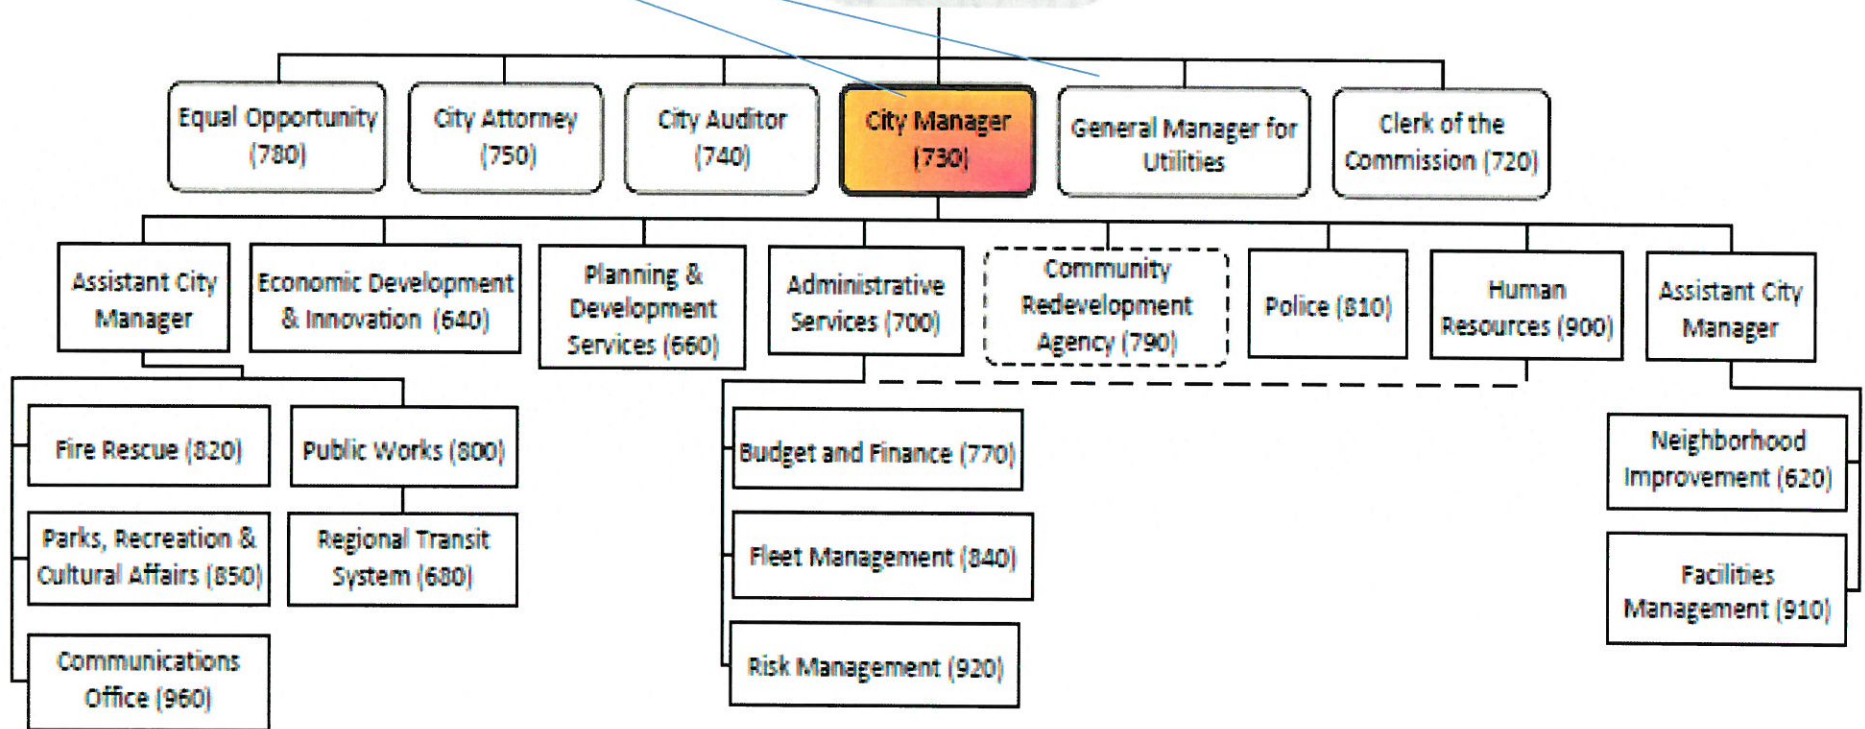 Equal Opportunity
(780)
City Attorney
(750)
City Auditor
(740)
City Manager
(730)
General Manager for
Utilities
Clerk of the
Commission (720)
Assistant City
Manager
Economic Development
& Innovation (640)
Planning &
Development
Services (660)
Administrative
Services (700)
Community
Redevelopment
Agency (790)
Police (810)
Human
Resources (900)
Assistant City
Manager
Fire Rescue (820)
Public Works (800)
Budget and Finance (770)
Neighborhood
Improvement (620)
Parks, Recreation &
Cultural Affairs (850)
Regional Transit
System (680)
Fleet Management (840)
Facilities
Management (910)
Communications
Office (960)
Risk Management (920)